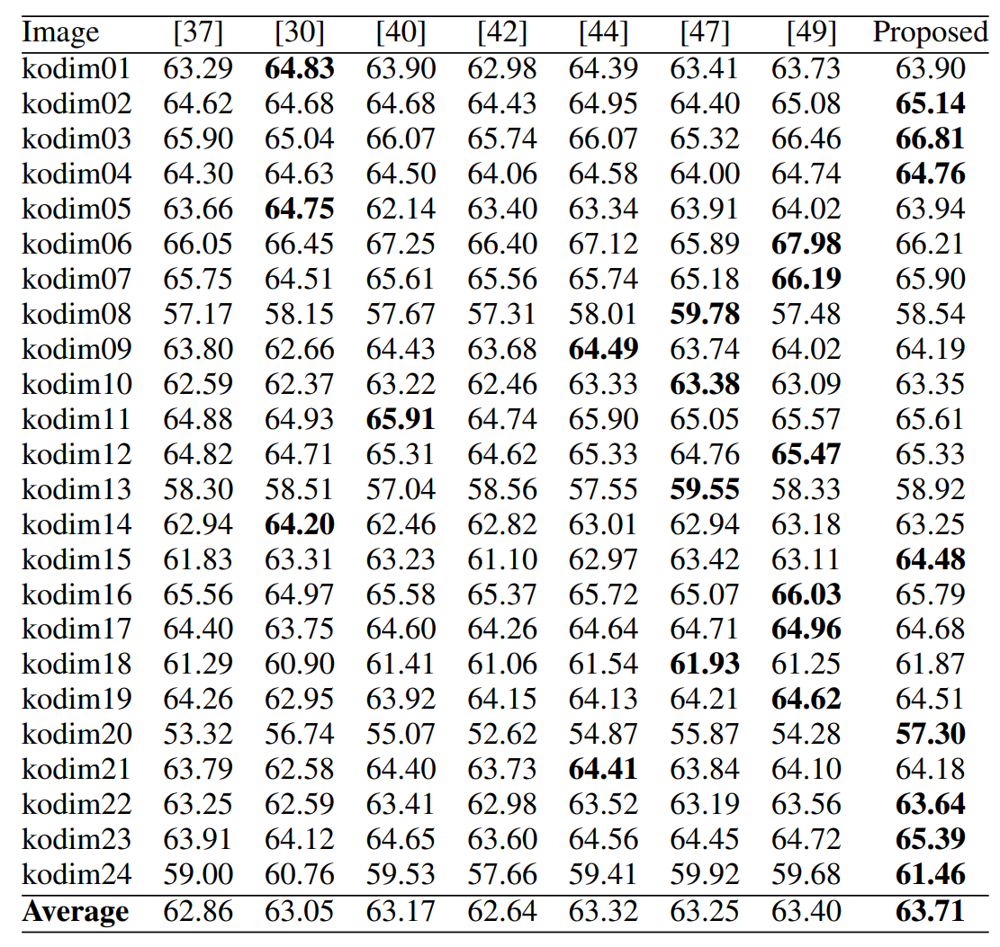 Image [37] [30] [40] [42] [44] [47] [49] Proposed
kodim01 63.29 64.83 63.90 62.98 64.39 63.41 63.73 63.90
kodim02 64.62 64.68 64.68 64.43 64.95 64.40 65.08 65.14
kodim03 65.90 65.04 66.07 65.74 66.07 65.32 66.46 66.81
kodim04 64.30 64.63 64.50 64.06 64.58 64.00 64.74 64.76
kodim05 63.66 64.75 62.14 63.40 63.34 63.91 64.02 63.94
kodim06 66.05 66.45 67.25 66.40 67.12 65.89 67.98 66.21
kodim07 65.75 64.51 65.61 65.56 65.74 65.18 66.19 65.90
kodim08 57.17 58.15 57.67 57.31 58.01 59.78 57.48 58.54
kodim09 63.80 62.66 64.43 63.68 64.49 63.74 64.02 64.19
kodim10 62.59 62.37 63.22 62.46 63.33 63.38 63.09 63.35
kodim11 64.88 64.93 65.91 64.74 65.90 65.05 65.57 65.61
kodim12 64.82 64.71 65.31 64.62 65.33 64.76 65.47 65.33
kodim13 58.30 58.51 57.04 58.56 57.55 59.55 58.33 58.92
kodim14 62.94 64.20 62.46 62.82 63.01 62.94 63.18 63.25
kodim15 61.83 63.31 63.23 61.10 62.97 63.42 63.11 64.48
kodim16 65.56 64.97 65.58 65.37 65.72 65.07 66.03 65.79
kodim17 64.40 63.75 64.60 64.26 64.64 64.71 64.96 64.68
kodim18 61.29 60.90 61.41 61.06 61.54 61.93 61.25 61.87
kodim19 64.26 62.95 63.92 64.15 64.13 64.21 64.62 64.51
kodim20 53.32 56.74 55.07 52.62 54.87 55.87 54.28 57.30
kodim21 63.79 62.58 64.40 63.73 64.41 63.84 64.10 64.18
kodim22 63.25 62.59 63.41 62.98 63.52 63.19 63.56 63.64
kodim23 63.91 64.12 64.65 63.60 64.56 64.45 64.72 65.39
kodim24 59.00 60.76 59.53 57.66 59.41 59.92 59.68 61.46
Average 62.86 63.05 63.17 62.64 63.32 63.25 63.40 63.71